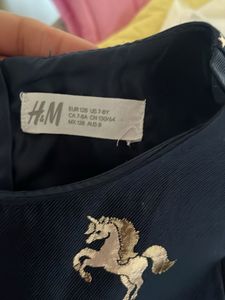 H&M
EUR 128 US 7-8Y
CA 7-8A CN 130/64
MX 128 AUS 8